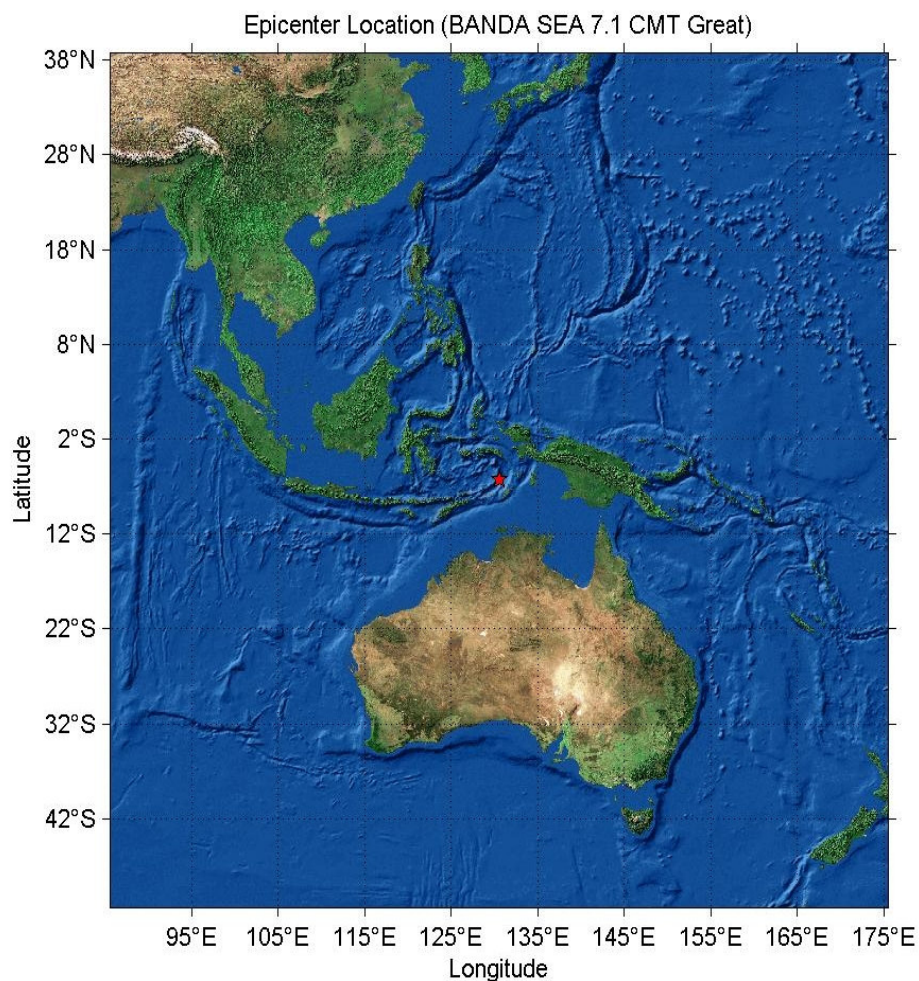 Epicenter Location (BANDA SEA 7.1 CMT Great)
38°N
28°N
18°N
8°N
2°S
12°S
22°S
32°S
42°S
Latitude
95°E 105°E 115°E 125°E 135°E 145°E 155°E 165°E 175°E
Longitude